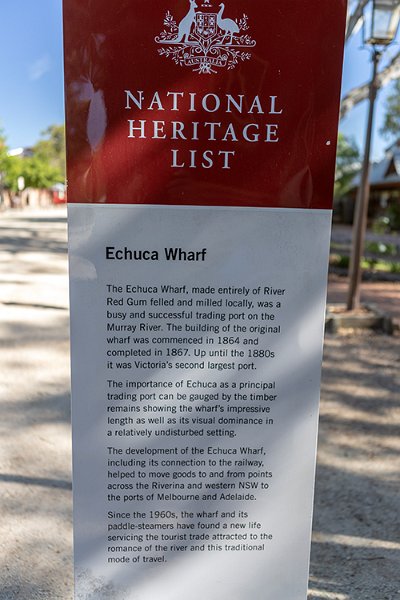 AUSTRALIA
NATIONAL
HERITAGE
LIST
Echuca Wharf
The Echuca Wharf, made entirely of River
Red Gum felled and milled locally, was a
busy and successful trading port on the
Murray River. The building of the original
wharf was commenced in 1864 and
completed in 1867. Up until the 1880s
it was Victoria's second largest port.
The importance of Echuca as a principal
trading port can be gauged by the timber
remains showing the wharf's impressive
length as well as its visual dominance in
a relatively undisturbed setting.
The development of the Echuca Wharf,
including its connection to the railway,
helped to move goods to and from points
across the Riverina and western NSW to
the ports of Melbourne and Adelaide.
Since the 1960s, the wharf and its
paddle-steamers have found a new life
servicing the tourist trade attracted to the
romance of the river and this traditional
mode of travel.